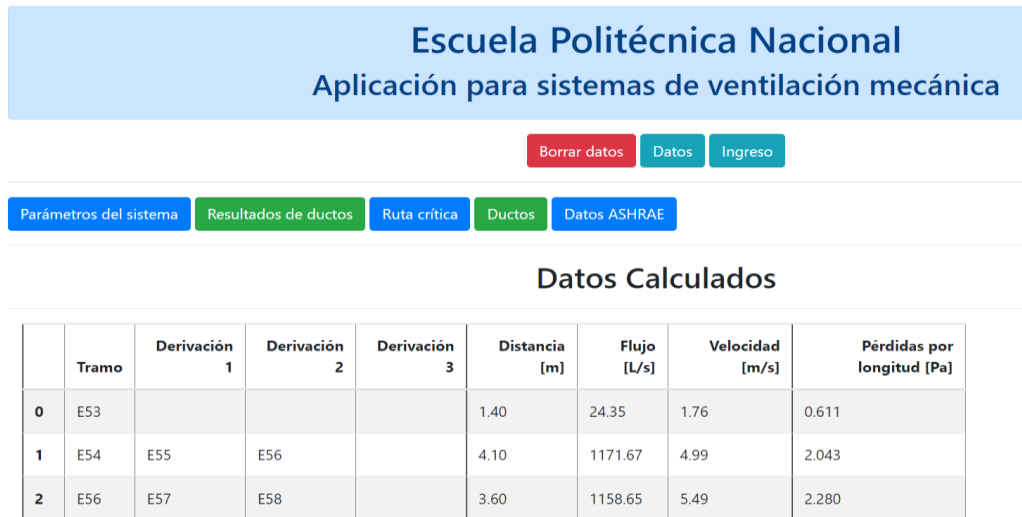 Escuela Politécnica Nacional
Aplicación para sistemas de ventilación mecánica
Borrar datos Datos Ingreso
Parámetros del sistema Resultados de ductos Ruta crítica Ductos Datos ASHRAE
Datos Calculados
Tramo Derivación 1 Derivación 2 Derivación 3 Distancia [m] Flujo [L/s] Velocidad [m/s] Pérdidas por longitud [Pa]
0 E53 1.40 24.35 1.76 0.611
1 E54 E55 E56 4.10 1171.67 4.99 2.043
2 E56 E57 E58 3.60 1158.65 5.49 2.280